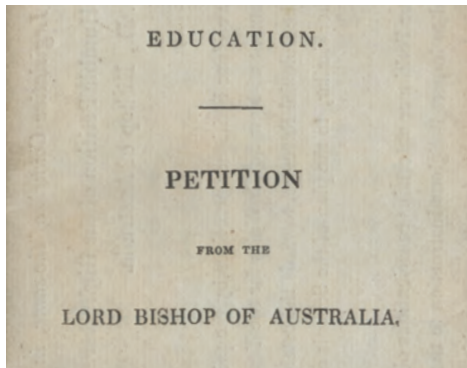 EDUCATION.
PETITION
FROM THE
LORD BISHOP OF AUSTRALIA,